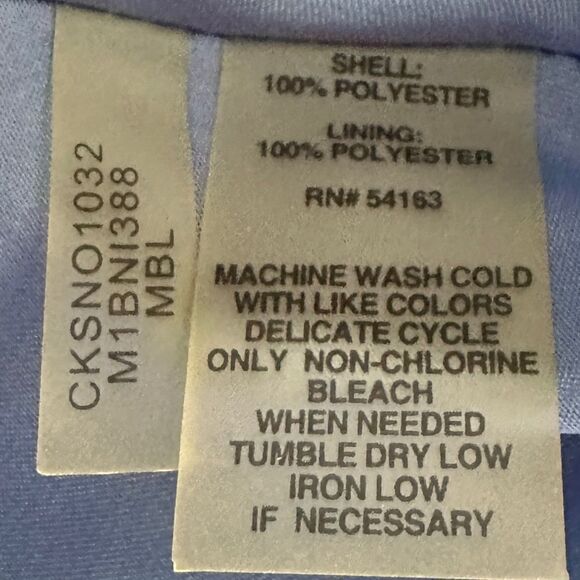 CKSNO1032
M1BNI388
MBL
SHELL:
100% POLYESTER
LINING:
100% POLYESTER
RN# 54163
MACHINE WASH COLD
WITH LIKE COLORS
DELICATE CYCLE
ONLY NON-CHLORINE
BLEACH
WHEN NEEDED
TUMBLE DRY LOW
IRON LOW
IF NECESSARY